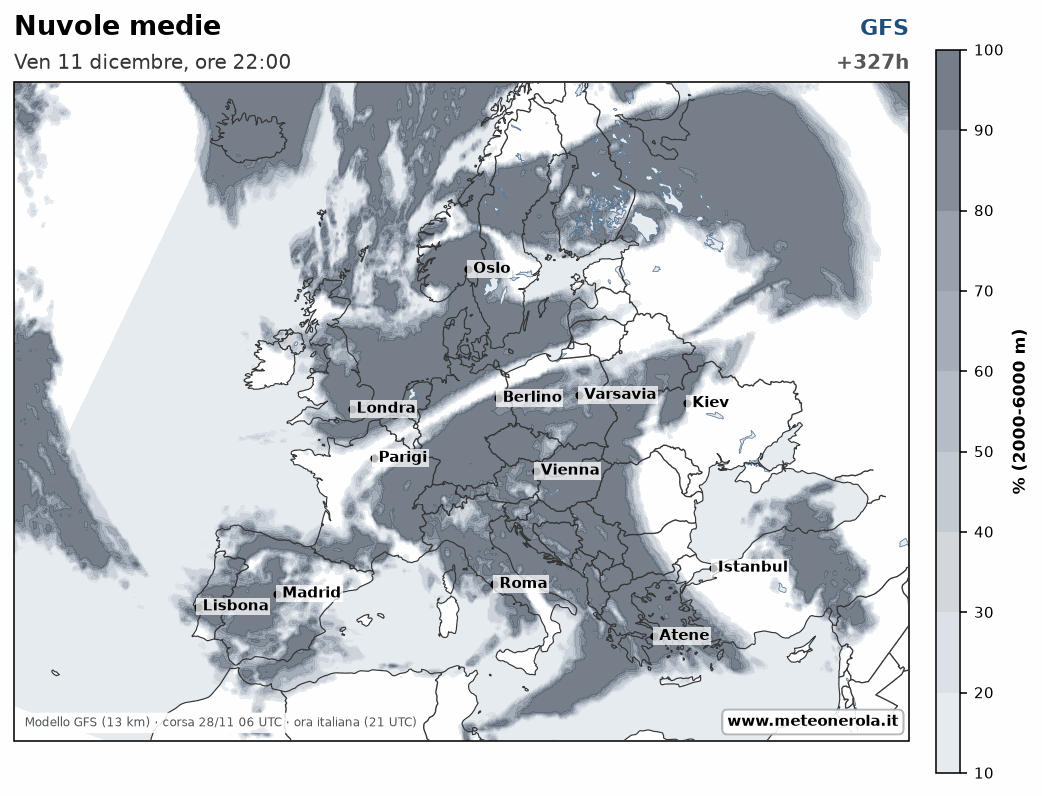 Nuvole medie
GFS
Ven 11 dicembre, ore 22:00
+327h
Oslo
Londra
Berlino
Varsavia
Kiev
Parigi
Vienna
Istanbul
Roma
Madrid
Lisbona
Atene
Modello GFS (13 km) · corsa 28/11 06 UTC · ora italiana (21 UTC)
www.meteonerola.it
100
90
80
70
60
50
40
30
20
10
% (2000-6000 m)